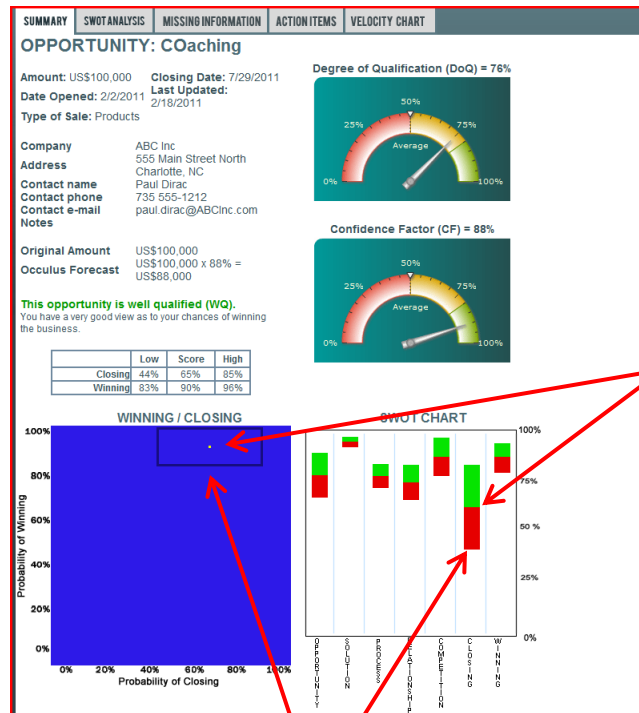 SUMMARY SWOT ANALYSIS MISSING INFORMATION ACTION ITEMS VELOCITY CHART
OPPORTUNITY: COaching
Amount: US$100,000 Closing Date: 7/29/2011
Date Opened: 2/2/2011 Last Updated: 2/18/2011
Type of Sale: Products
Company ABC Inc
Address 555 Main Street North
Charlotte, NC
Contact name Paul Dirac
Contact phone 735 555-1212
Contact e-mail paul.dirac@ABCInc.com
Notes
Original Amount US$100,000
Occulus Forecast US$100,000 x 88% =
US$88,000
This opportunity is well qualified (WQ).
You have a very good view as to your chances of winning
the business.
Low Score High
Closing 44% 65% 85%
Winning 83% 90% 96%
Degree of Qualification (DoQ) = 76%
50%
25% 75%
Average
0% 100%
Confidence Factor (CF) = 88%
50%
25% 75%
Average
0% 100%
WINNING / CLOSING
100%
80%
60%
40%
20%
0%
Probability of Winning
0% 20% 40% 60% 80% 100%
Probability of Closing
SWOT CHART
100%
75%
50 %
25%
0%
OPPORTUNITY
SOLUTION
PROCESS
RELATIONSHIP
COMPETITION
CLOSING
WINNING